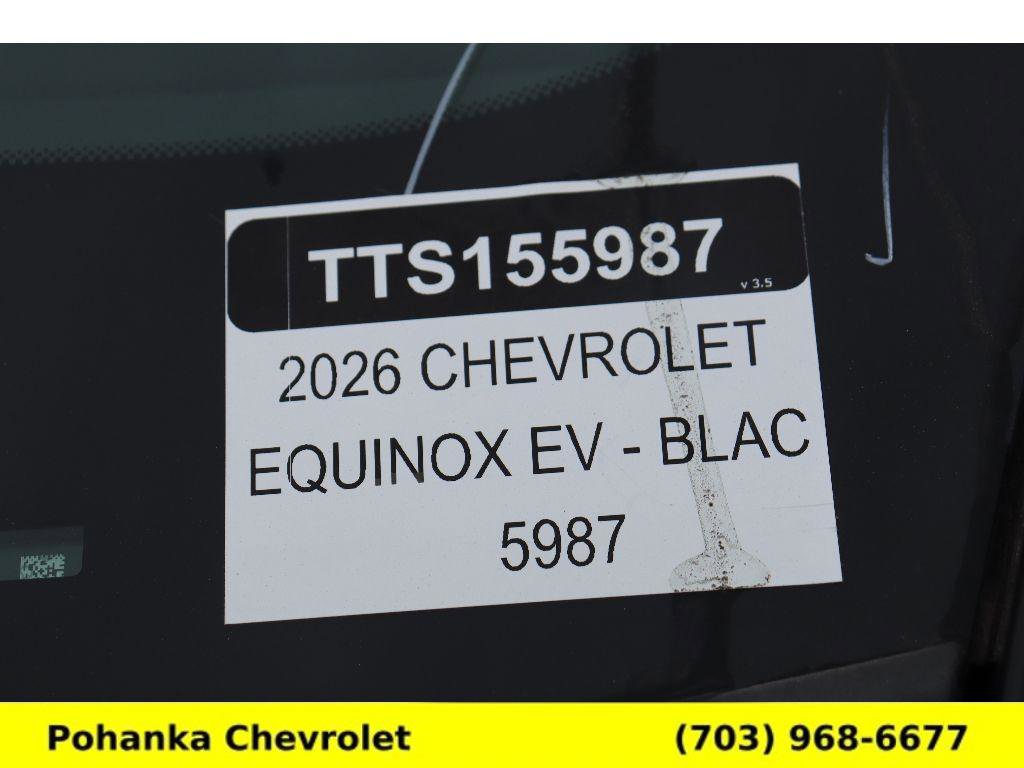 TTS155987
v 3.5
2026 CHEVROLET
EQUINOX EV - BLAC
5987
Pohanka Chevrolet (703) 968-6677